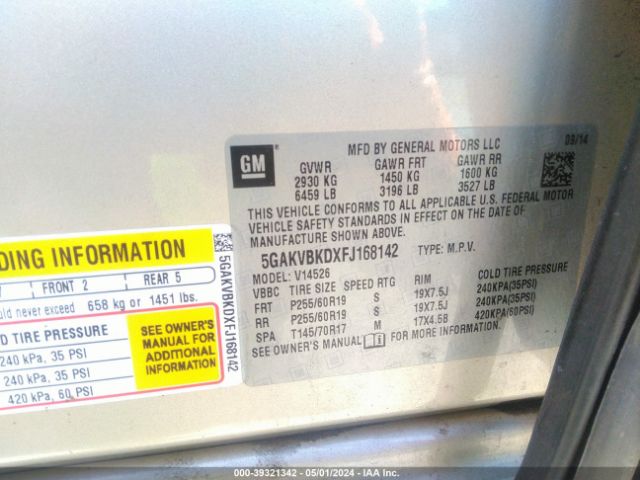 GM
MFD BY GENERAL MOTORS LLC
09/14
GVWR GAWR FRT GAWR RR
2930 KG 1450 KG 1600 KG
6459 LB 3196 LB 3527 LB
THIS VEHICLE CONFORMS TO ALL APPLICABLE U.S. FEDERAL MOTOR
VEHICLE SAFETY STANDARDS IN EFFECT ON THE DATE OF
MANUFACTURE SHOWN ABOVE.
5GAKVBKDXFJ168142 TYPE: M.P.V.
MODEL: V14526
VBBC TIRE SIZE SPEED RTG RIM COLD TIRE PRESSURE
FRT P255/60R19 S 19X7.5J 240KPA(35PSI)
RR P255/60R19 S 19X7.5J 240KPA(35PSI)
SPA T145/70R17 M 17X4.5B 420KPA(60PSI)
SEE OWNER'S MANUAL FOR MORE INFORMATION.
DING INFORMATION
FRONT 2 REAR 5
never exceed 658 kg or 1451 lbs.
TIRE PRESSURE
240 kPa, 35 PSI
240 kPa, 35 PSI
420 kPa, 60 PSI
SEE OWNER'S
MANUAL FOR
ADDITIONAL
INFORMATION
5GAKVBKDXFJ168142
000-39321342 - 05/01/2024 - IAA Inc.